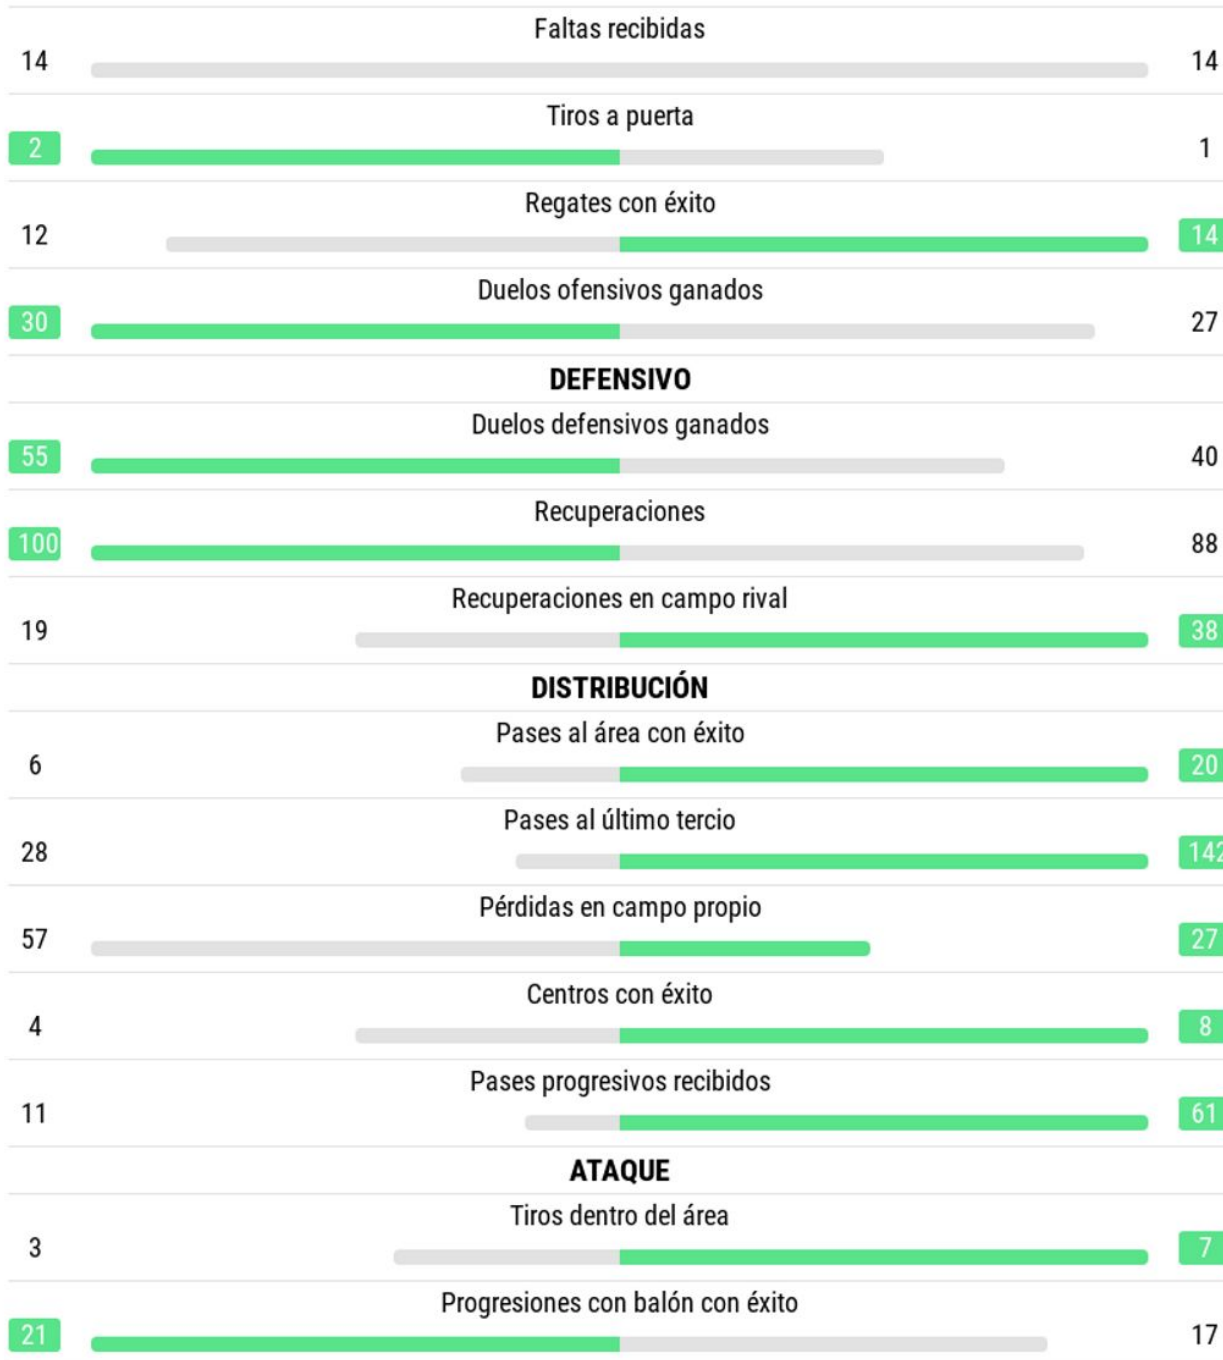 Faltas recibidas
14 14
Tiros a puerta
2 1
Regates con éxito
12 14
Duelos ofensivos ganados
30 27
DEFENSIVO
Duelos defensivos ganados
55 40
Recuperaciones
100 88
Recuperaciones en campo rival
19 38
DISTRIBUCIÓN
Pases al área con éxito
6 20
Pases al último tercio
28 142
Pérdidas en campo propio
57 27
Centros con éxito
4 8
Pases progresivos recibidos
11 61
ATAQUE
Tiros dentro del área
3 7
Progresiones con balón con éxito
21 17